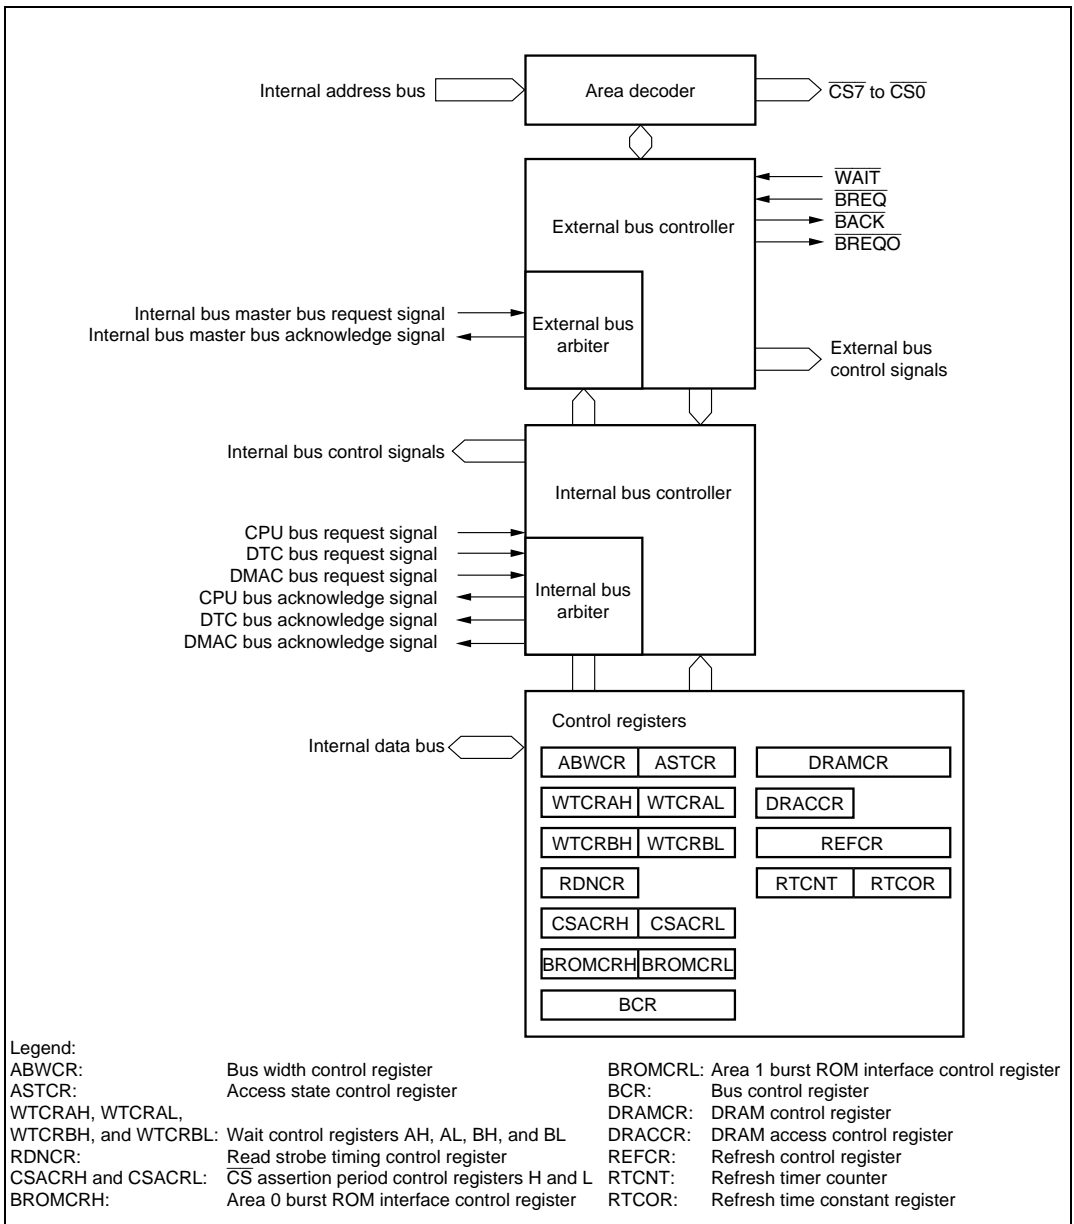 Internal address bus
Area decoder
CS7 to CS0
WAIT
BREQ
BACK
BREQO
External bus controller
Internal bus master bus request signal
Internal bus master bus acknowledge signal
External bus
arbiter
External bus
control signals
Internal bus control signals
Internal bus controller
CPU bus request signal
DTC bus request signal
DMAC bus request signal
CPU bus acknowledge signal
DTC bus acknowledge signal
DMAC bus acknowledge signal
Internal bus
arbiter
Control registers
Internal data bus
ABWCR ASTCR DRAMCR
WTCRAH WTCRAL DRACCR
WTCRBH WTCRBL REFCR
RDNCR RTCNT RTCOR
CSACRH CSACRL
BROMCRH BROMCRL
BCR
Legend:
ABWCR: Bus width control register
ASTCR: Access state control register
WTCRAH, WTCRAL,
WTCRBH, and WTCRBL: Wait control registers AH, AL, BH, and BL
RDNCR: Read strobe timing control register
CSACRH and CSACRL: CS assertion period control registers H and L
BROMCRH: Area 0 burst ROM interface control register
BROMCRL: Area 1 burst ROM interface control register
BCR: Bus control register
DRAMCR: DRAM control register
DRACCR: DRAM access control register
REFCR: Refresh control register
RTCNT: Refresh timer counter
RTCOR: Refresh time constant register